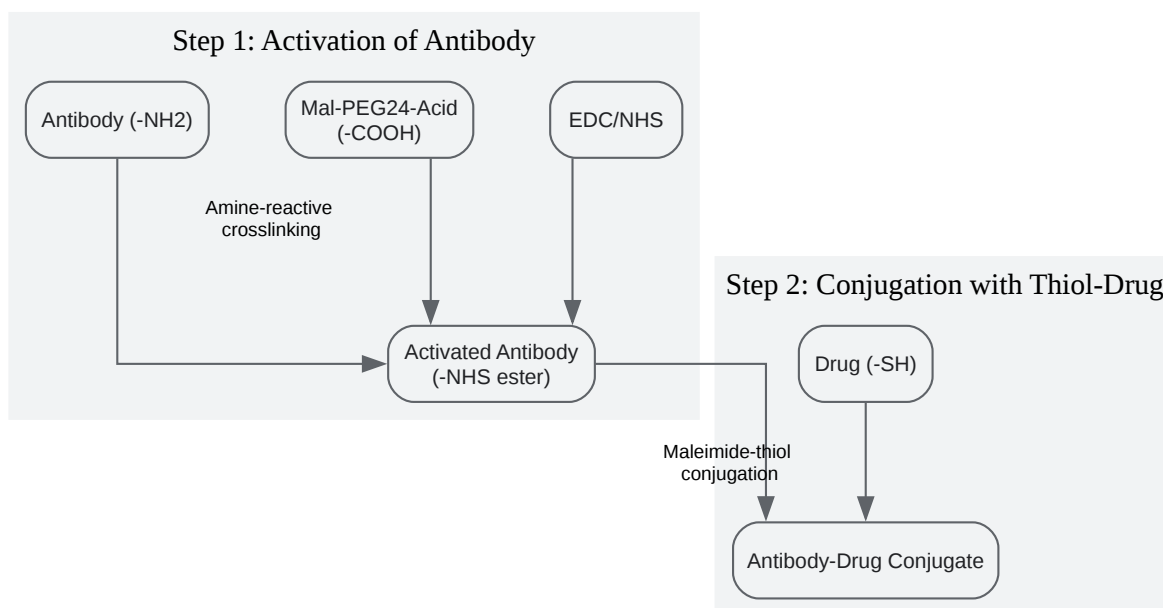 Step 1: Activation of Antibody
Antibody (-NH2)
Mal-PEG24-Acid
(-COOH)
EDC/NHS
Amine-reactive
crosslinking
Activated Antibody
(-NHS ester)
Step 2: Conjugation with Thiol-Drug
Drug (-SH)
Maleimide-thiol
conjugation
Antibody-Drug Conjugate